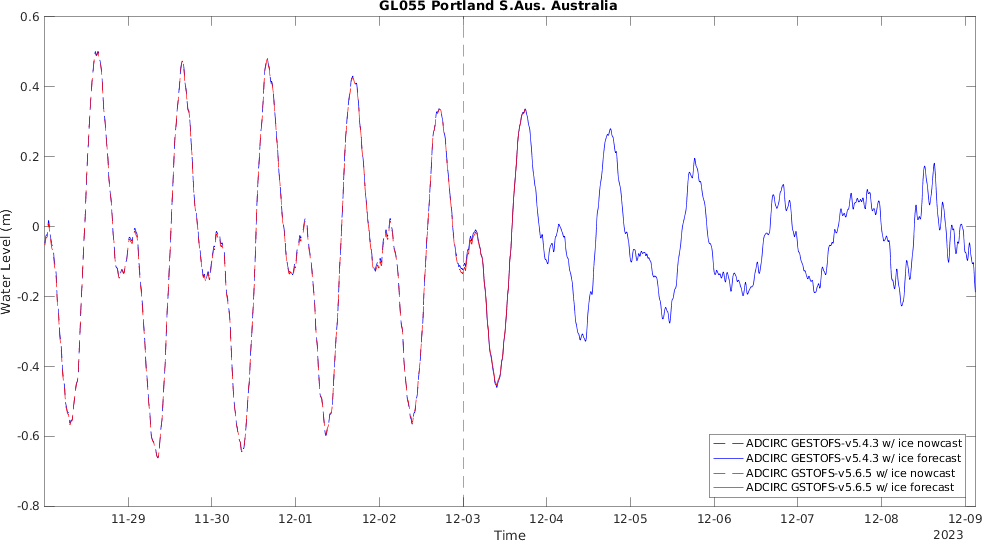 GL055 Portland S.Aus. Australia
0.6
0.4
0.2
0
-0.2
-0.4
-0.6
-0.8
Water Level (m)
ADCIRC GESTOFS-v5.4.3 w/ ice nowcast
ADCIRC GESTOFS-v5.4.3 w/ ice forecast
ADCIRC GSTOFS-v5.6.5 w/ ice nowcast
ADCIRC GSTOFS-v5.6.5 w/ ice forecast
11-29 11-30 12-01 12-02 12-03 12-04 12-05 12-06 12-07 12-08 12-09
Time
2023